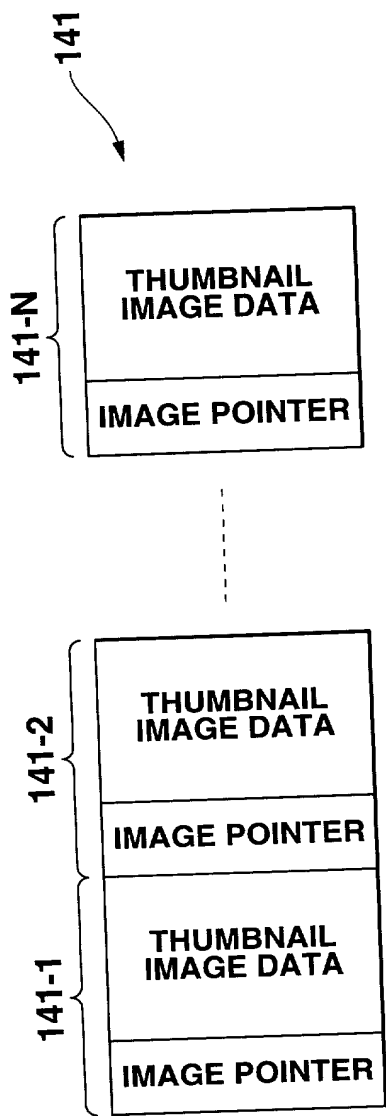 141
141-N
THUMBNAIL
IMAGE DATA
IMAGE POINTER
141-2
THUMBNAIL
IMAGE DATA
IMAGE POINTER
141-1
THUMBNAIL
IMAGE DATA
IMAGE POINTER